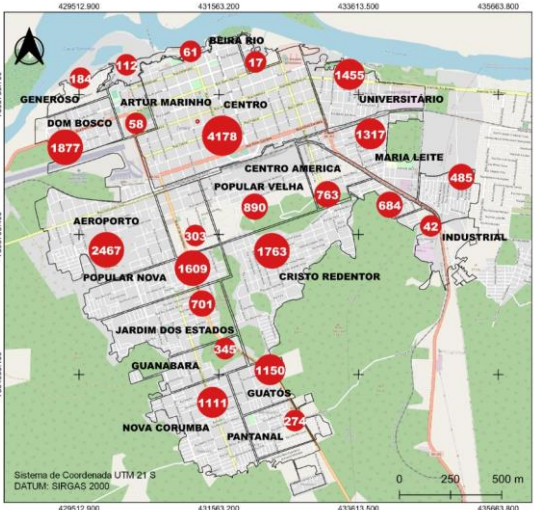 429512.900 431563.200 433613.500 435663.800
61
BEIRA RIO
17
112
184
1455
GENEROSO
ARTUR MARINHO
CENTRO
UNIVERSITÁRIO
DOM BOSCO
58
4178
1317
1877
MARIA LEITE
CENTRO AMERICA
485
POPULAR VELHA
763
890
684
AEROPORTO
42
303
INDUSTRIAL
2467
1763
1609
POPULAR NOVA
CRISTO REDENTOR
701
JARDIM DOS ESTADOS
345
GUANABARA
1150
GUATÓS
1111
274
NOVA CORUMBA
PANTANAL
Sistema de Coordenada UTM 21 S
DATUM: SIRGAS 2000
0 250 500 m
429512.900 431563.200 433613.500 435663.800